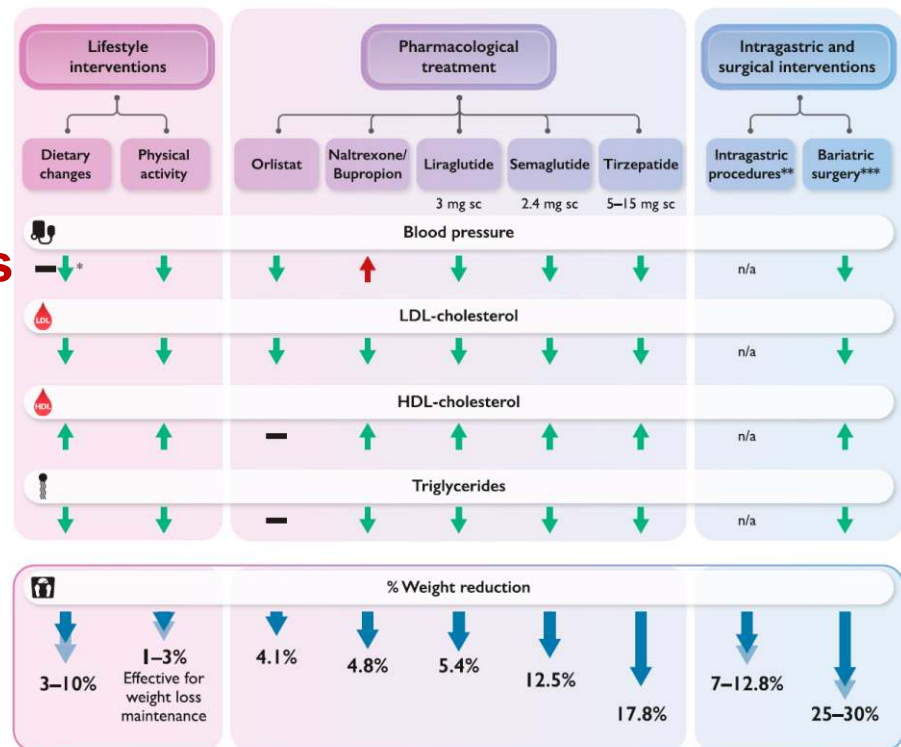 Lifestyle
interventions
Pharmacological
treatment
Intragastric and
surgical interventions
Dietary
changes
Physical
activity
Orlistat
Naltrexone/
Bupropion
Liraglutide
Semaglutide
Tirzepatide
Intragastric
procedures**
Bariatric
surgery***
3 mg sc
2.4 mg sc
5–15 mg sc
Blood pressure
s
*
n/a
LDL
LDL-cholesterol
n/a
HDL
HDL-cholesterol
n/a
Triglycerides
n/a
% Weight reduction
3–10%
1–3%
Effective for
weight loss
maintenance
4.1%
4.8%
5.4%
12.5%
17.8%
7–12.8%
25–30%